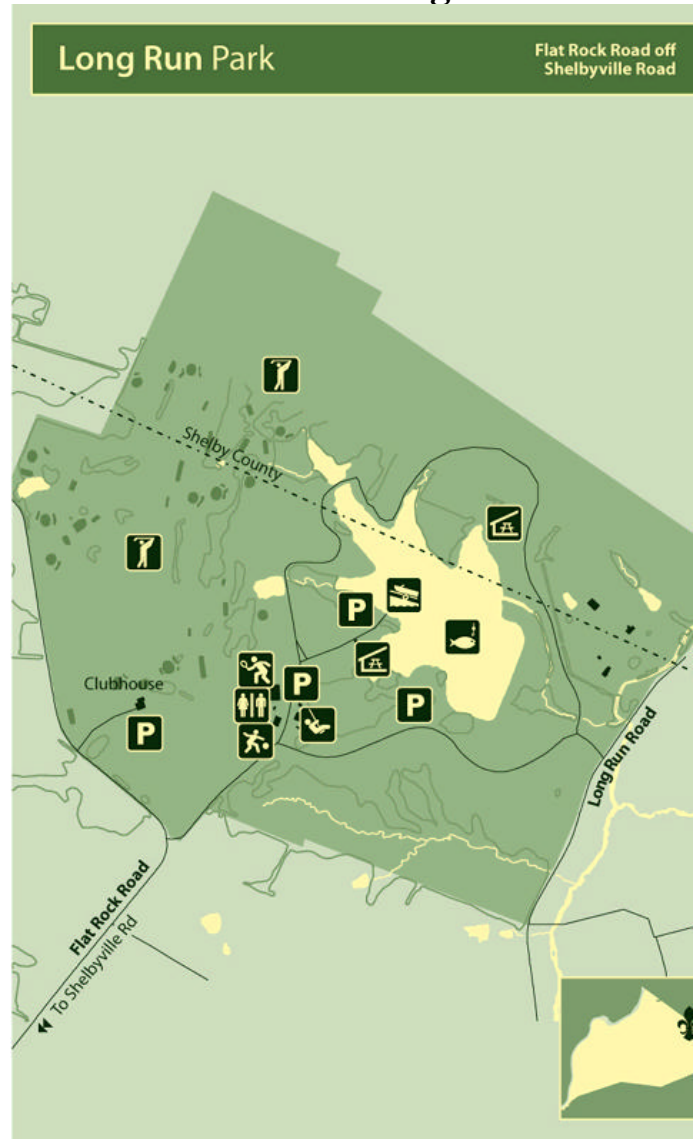 Long Run Park
Flat Rock Road off
Shelbyville Road
Shelby County
P
Clubhouse
P
P
P
Long Run Road
Flat Rock Road
To Shelbyville Rd